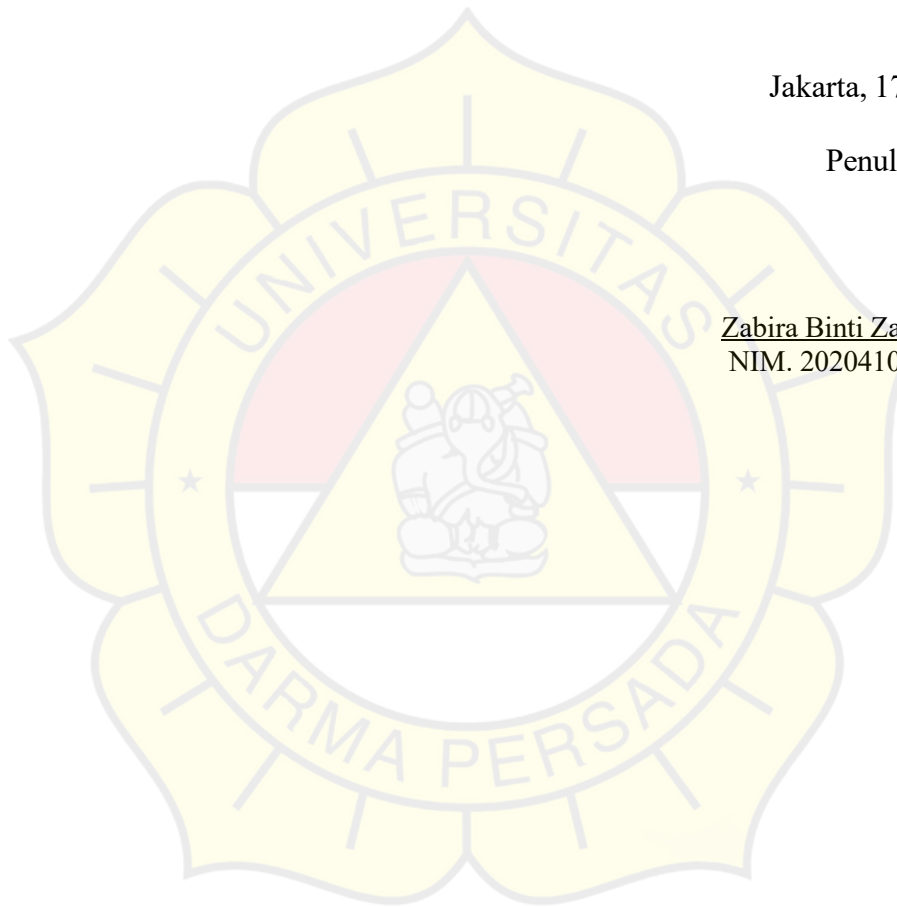 Jakarta, 17
Penul
Zabira Binti Za
NIM. 2020410
UNIVERSITAS
DARMA PERSADA